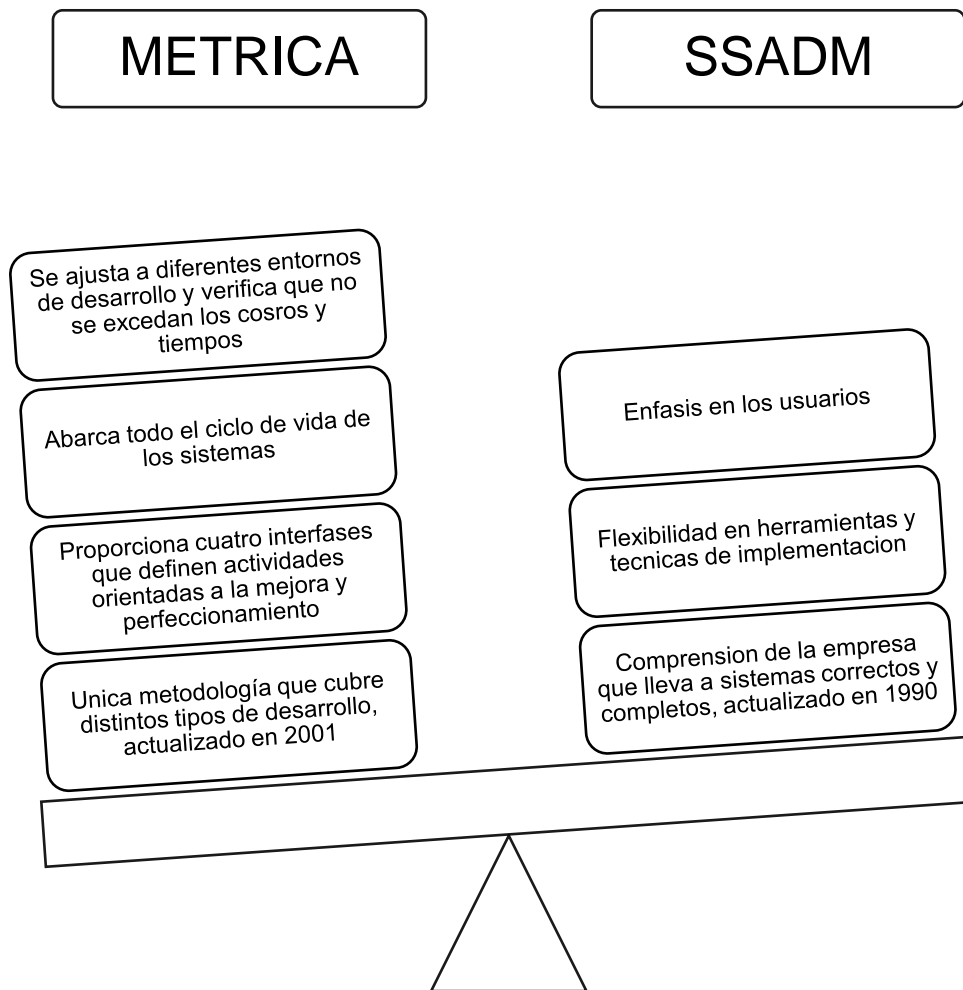 METRICA
SSADM
Se ajusta a diferentes entornos
de desarrollo y verifica que no
se excedan los cosros y
tiempos
Abarca todo el ciclo de vida de
los sistemas
Proporciona cuatro interfases
que definen actividades
orientadas a la mejora y
perfeccionamiento
Unica metodología que cubre
distintos tipos de desarrollo,
actualizado en 2001
Enfasis en los usuarios
Flexibilidad en herramientas y
tecnicas de implementacion
Comprension de la empresa
que lleva a sistemas correctos y
completos, actualizado en 1990